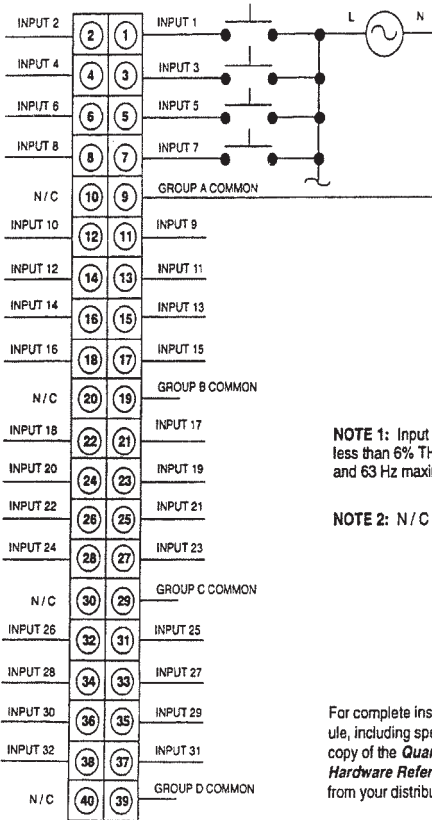 INPUT 2 2 1 INPUT 1 L N
INPUT 4 4 3 INPUT 3
INPUT 6 6 5 INPUT 5
INPUT 8 8 7 INPUT 7
N/C 10 9 GROUP A COMMON
INPUT 10 12 11 INPUT 9
INPUT 12 14 13 INPUT 11
INPUT 14 16 15 INPUT 13
INPUT 16 18 17 INPUT 15
N/C 20 19 GROUP B COMMON
INPUT 18 22 21 INPUT 17
INPUT 20 24 23 INPUT 19
INPUT 22 26 25 INPUT 21
INPUT 24 28 27 INPUT 23
N/C 30 29 GROUP C COMMON
INPUT 26 32 31 INPUT 25
INPUT 28 34 33 INPUT 27
INPUT 30 36 35 INPUT 29
INPUT 32 38 37 INPUT 31
N/C 40 39 GROUP D COMMON
NOTE 1: Input
less than 6% TH
and 63 Hz maxi
NOTE 2: N / C
For complete ins
ule, including spe
copy of the Quan
Hardware Refer
from your distribu